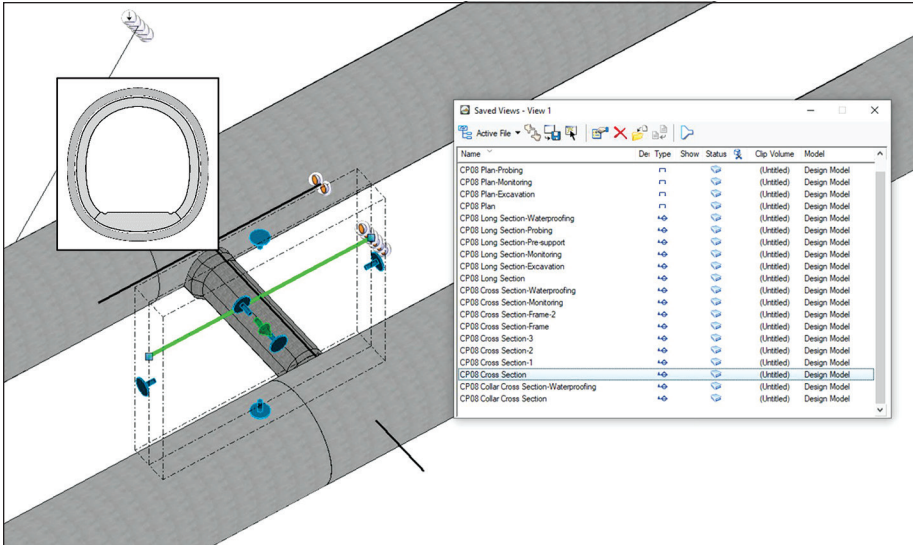 Saved Views - View 1
Active File
Name De: Type Show Status Clip Volume Model
CP08 Plan-Probing (Untitled) Design Model
CP08 Plan-Monitoring (Untitled) Design Model
CP08 Plan-Excavation (Untitled) Design Model
CP08 Plan (Untitled) Design Model
CP08 Long Section-Waterproofing (Untitled) Design Model
CP08 Long Section-Probing (Untitled) Design Model
CP08 Long Section-Pre-support (Untitled) Design Model
CP08 Long Section-Monitoring (Untitled) Design Model
CP08 Long Section-Excavation (Untitled) Design Model
CP08 Long Section (Untitled) Design Model
CP08 Cross Section-Waterproofing (Untitled) Design Model
CP08 Cross Section-Monitoring (Untitled) Design Model
CP08 Cross Section-Frame-2 (Untitled) Design Model
CP08 Cross Section-Frame (Untitled) Design Model
CP08 Cross Section-3 (Untitled) Design Model
CP08 Cross Section-2 (Untitled) Design Model
CP08 Cross Section-1 (Untitled) Design Model
CP08 Cross Section (Untitled) Design Model
CP08 Collar Cross Section-Waterproofing (Untitled) Design Model
CP08 Collar Cross Section (Untitled) Design Model